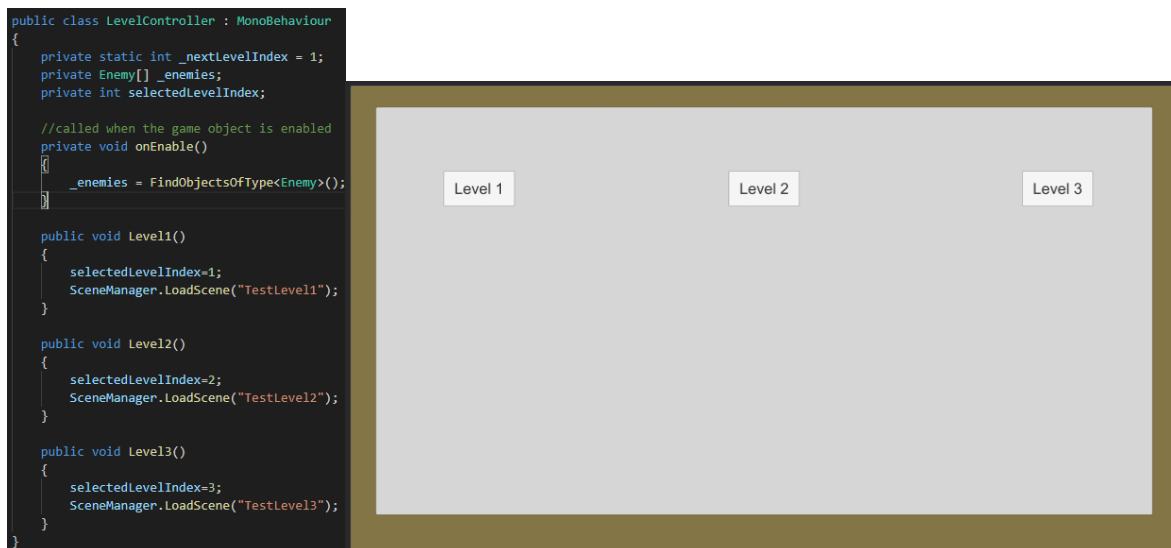 public class LevelController : MonoBehaviour
{
    private static int _nextLevelIndex = 1;
    private Enemy[] _enemies;
    private int selectedLevelIndex;

    //called when the game object is enabled
    private void onEnable()
    {
        _enemies = FindObjectsOfType<Enemy>();
    }

    public void Level1()
    {
        selectedLevelIndex=1;
        SceneManager.LoadScene("TestLevel1");
    }

    public void Level2()
    {
        selectedLevelIndex=2;
        SceneManager.LoadScene("TestLevel2");
    }

    public void Level3()
    {
        selectedLevelIndex=3;
        SceneManager.LoadScene("TestLevel3");
    }
}
Level 1
Level 2
Level 3